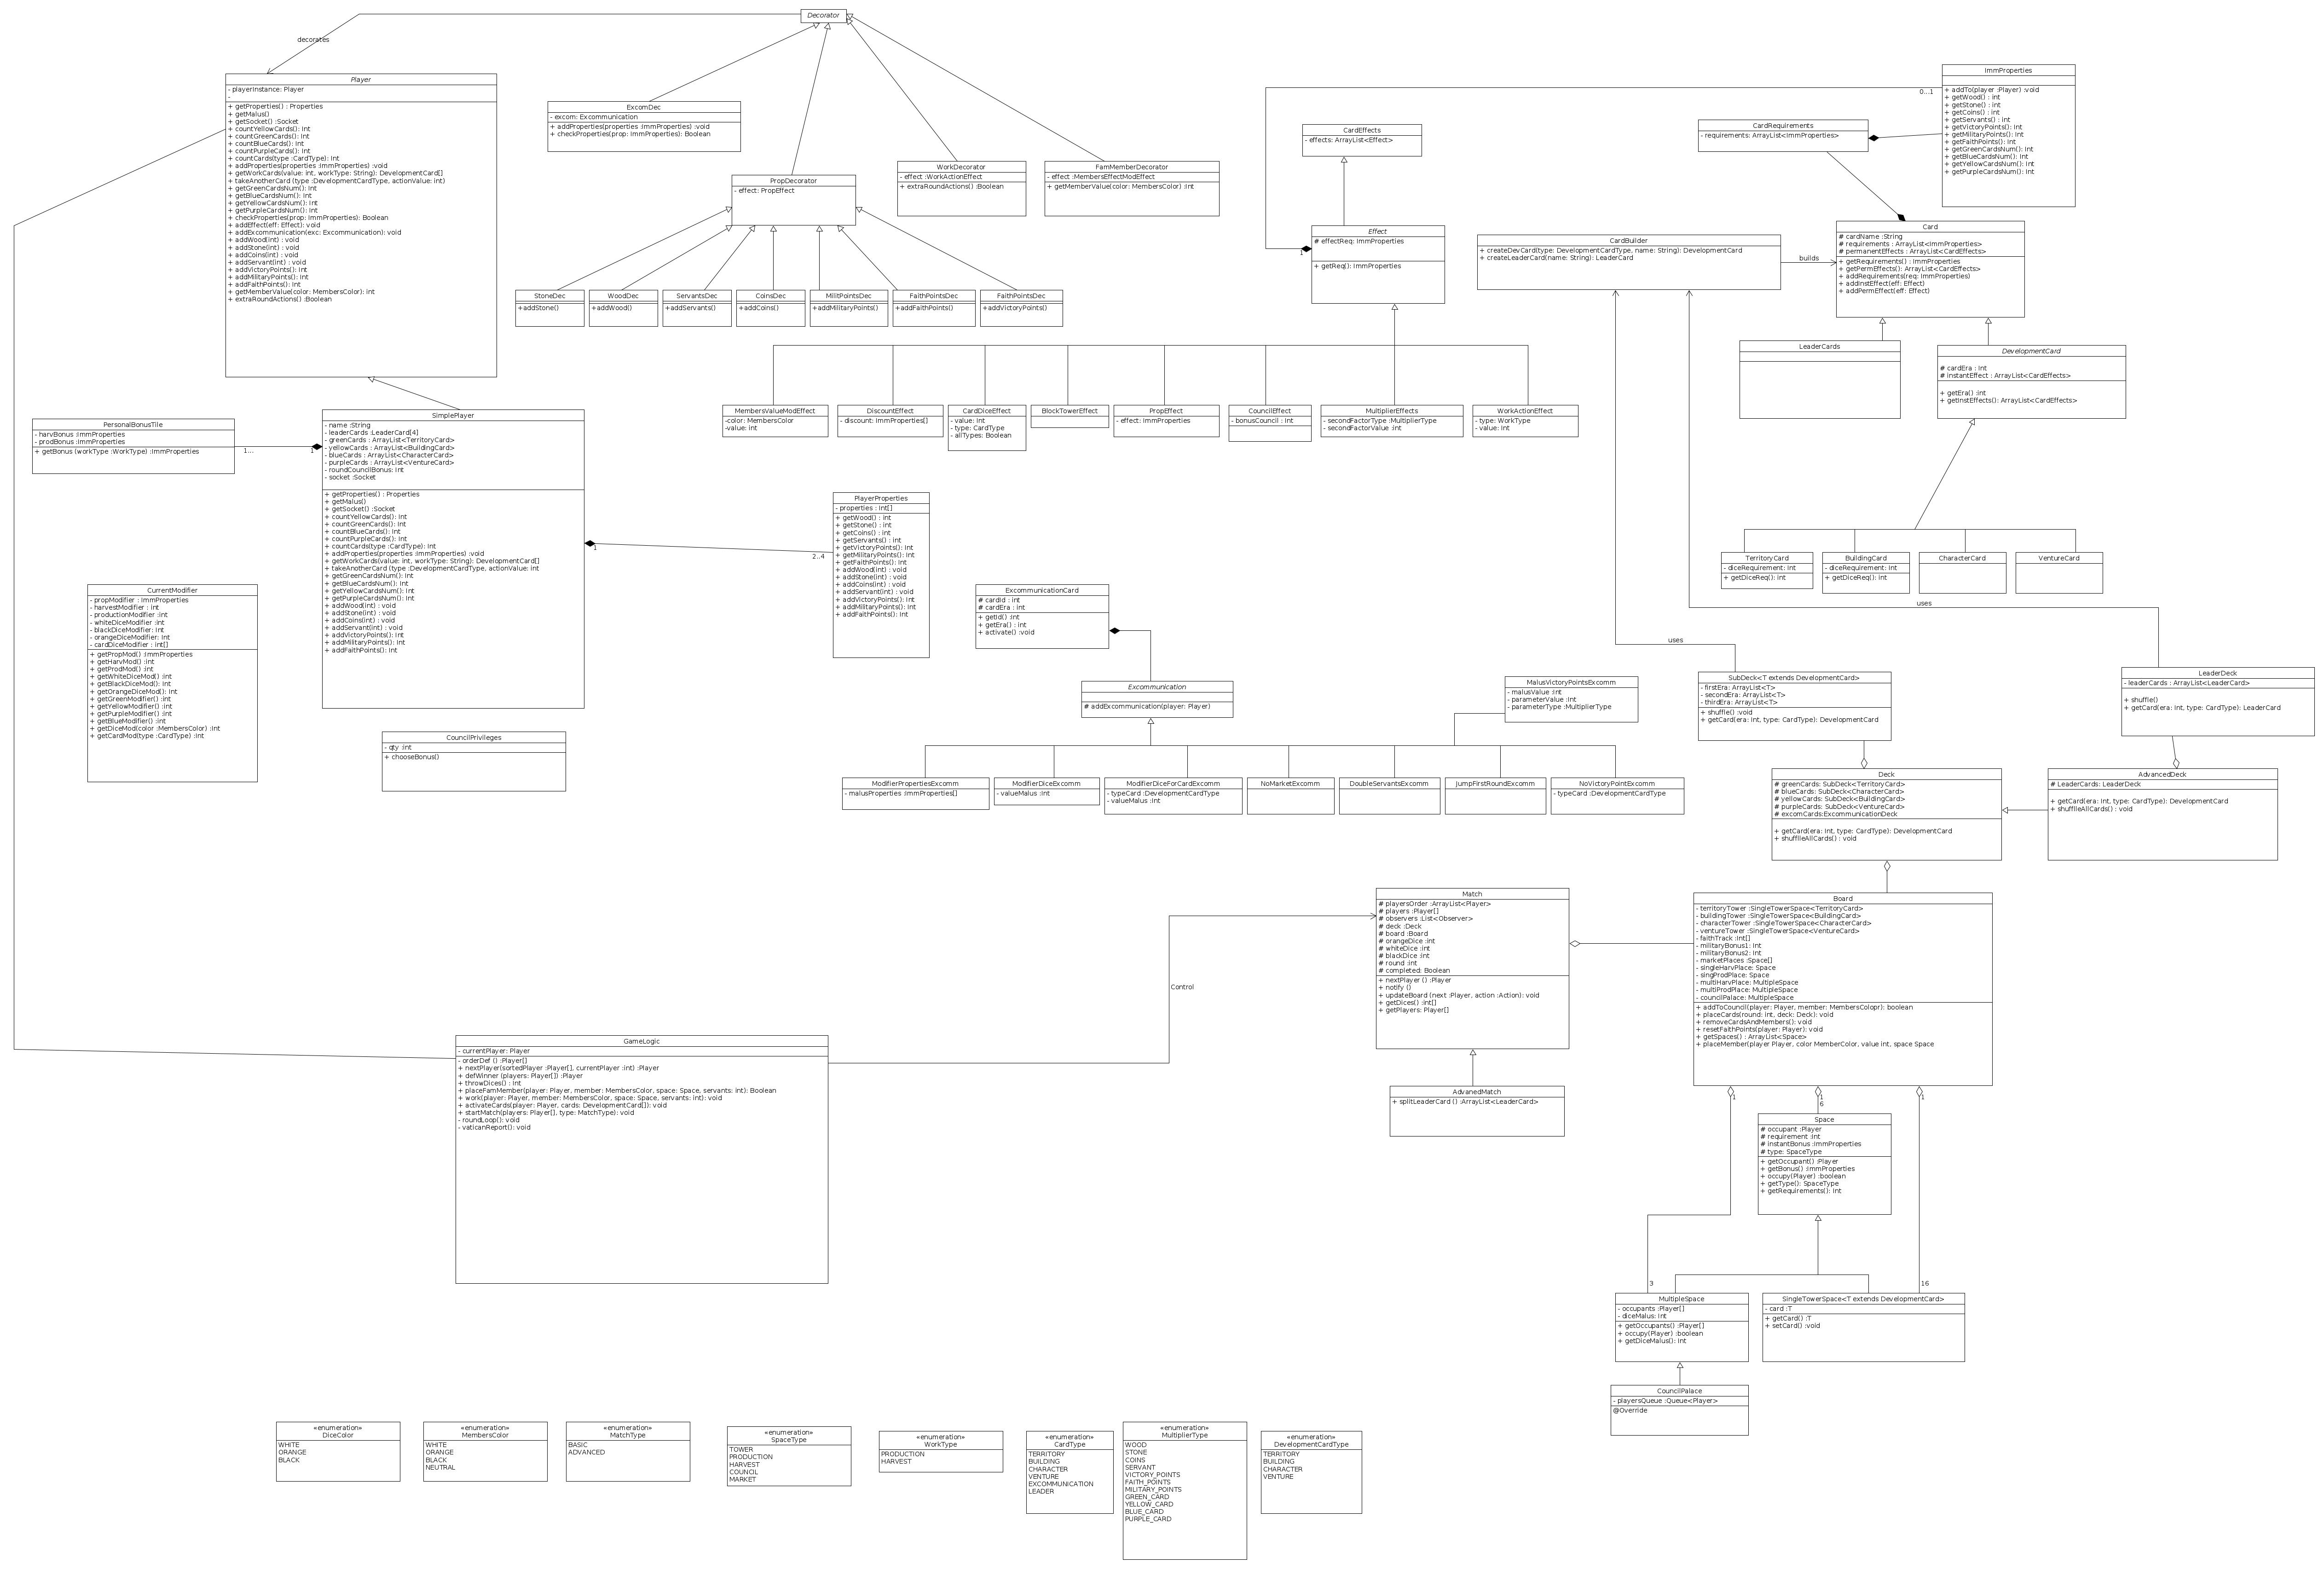 Decorator
decorates
Player
- playerInstance: Player
-
+ getProperties() : Properties
+ getMalus()
+ getSocket() :Socket
+ countYellowCards(): Int
+ countGreenCards(): Int
+ countBlueCards(): Int
+ countPurpleCards(): Int
+ countCards(type :CardType): Int
+ addProperties(properties :ImmProperties) :void
+ getWorkCards(value: int, workType: String): DevelopmentCard[]
+ takeAnotherCard (type :DevelopmentCardType, actionValue: int)
+ getGreenCardsNum(): Int
+ getBlueCardsNum(): Int
+ getYellowCardsNum(): Int
+ getPurpleCardsNum(): Int
+ checkProperties(prop: ImmProperties): Boolean
+ addEffect(eff: Effect): void
+ addExcommunication(exc: Excommunication): void
+ addWood(int) : void
+ addStone(int) : void
+ addCoins(int) : void
+ addServant(int) : void
+ addVictoryPoints(): Int
+ addMilitaryPoints(): Int
+ addFaithPoints(): Int
+ getMemberValue(color: MembersColor): int
+ extraRoundActions() :Boolean
ExcomDec
- excom: Excommunication
+ addProperties(properties :ImmProperties) :void
+ checkProperties(prop: ImmProperties): Boolean
PropDecorator
- effect: PropEffect
WorkDecorator
- effect :WorkActionEffect
+ extraRoundActions() :Boolean
FamMemberDecorator
- effect :MembersEffectModEffect
+ getMemberValue(color: MembersColor) :Int
StoneDec
+addStone()
WoodDec
+addWood()
ServantsDec
+addServants()
CoinsDec
+addCoins()
MilitPointsDec
+addMilitaryPoints()
FaithPointsDec
+addFaithPoints()
FaithPointsDec
+addVictoryPoints()
CardEffects
- effects: ArrayList<Effect>
Effect
# effectReq: ImmProperties
+ getReq(): ImmProperties
1
0...1
ImmProperties
+ addTo(player :Player) :void
+ getWood() : int
+ getStone() : int
+ getCoins() : int
+ getServants() : int
+ getVictoryPoints(): Int
+ getMilitaryPoints(): Int
+ getFaithPoints(): Int
+ getGreenCardsNum(): Int
+ getBlueCardsNum(): Int
+ getYellowCardsNum(): Int
+ getPurpleCardsNum(): Int
CardRequirements
- requirements: ArrayList<ImmProperties>
CardBuilder
+ createDevCard(type: DevelopmentCardType, name: String): DevelopmentCard
+ createLeaderCard(name: String): LeaderCard
builds
Card
# cardName :String
# requirements : ArrayList<ImmProperties>
# permanentEffects : ArrayList<CardEffects>
+ getRequirements() : ImmProperties
+ getPermEffects(): ArrayList<CardEffects>
+ addRequirements(req: ImmProperties)
+ addInstEffect(eff: Effect)
+ addPermEffect(eff: Effect)
LeaderCards
DevelopmentCard
# cardEra : Int
# instantEffect : ArrayList<CardEffects>
+ getEra() :int
+ getInstEffects(): ArrayList<CardEffects>
MembersValueModEffect
-color: MembersColor
-value: int
DiscountEffect
- discount: ImmProperties[]
CardDiceEffect
- value: Int
- type: CardType
- allTypes: Boolean
BlockTowerEffect
PropEffect
- effect: ImmProperties
CouncilEffect
- bonusCouncil : Int
MultiplierEffects
- secondFactorType :MultiplierType
- secondFactorValue :int
WorkActionEffect
- type: WorkType
- value: Int
TerritoryCard
- diceRequirement: Int
+ getDiceReq(): int
BuildingCard
- diceRequirement: Int
+ getDiceReq(): int
CharacterCard
VentureCard
PersonalBonusTile
- harvBonus :ImmProperties
- prodBonus :ImmProperties
+ getBonus (workType :WorkType) :ImmProperties
1...
1
SimplePlayer
- name :String
- leaderCards :LeaderCard[4]
- greenCards : ArrayList<TerritoryCard>
- yellowCards : ArrayList<BuildingCard>
- blueCards : ArrayList<CharacterCard>
- purpleCards : ArrayList<VentureCard>
- roundCouncilBonus: Int
- socket :Socket
+ getProperties() : Properties
+ getMalus()
+ getSocket() :Socket
+ countYellowCards(): Int
+ countGreenCards(): Int
+ countBlueCards(): Int
+ countPurpleCards(): Int
+ countCards(type :CardType): Int
+ addProperties(properties :ImmProperties) :void
+ getWorkCards(value: int, workType: String): DevelopmentCard[]
+ takeAnotherCard (type :DevelopmentCardType, actionValue: int
+ getGreenCardsNum(): Int
+ getBlueCardsNum(): Int
+ getYellowCardsNum(): Int
+ getPurpleCardsNum(): Int
+ addWood(int) : void
+ addStone(int) : void
+ addCoins(int) : void
+ addServant(int) : void
+ addVictoryPoints(): Int
+ addMilitaryPoints(): Int
+ addFaithPoints(): Int
1
2..4
PlayerProperties
- properties : Int[]
+ getWood() : int
+ getStone() : int
+ getCoins() : int
+ getServants() : int
+ getVictoryPoints(): Int
+ getMilitaryPoints(): Int
+ getFaithPoints(): Int
+ addWood(int) : void
+ addStone(int) : void
+ addCoins(int) : void
+ addServant(int) : void
+ addVictoryPoints(): Int
+ addMilitaryPoints(): Int
+ addFaithPoints(): Int
CurrentModifier
- propModifier : ImmProperties
- harvestModifier : int
- productionModifier :int
- whiteDiceModifier :int
- blackDiceModifier: Int
- orangeDiceModifier: Int
- cardDiceModifier : Int[]
+ getPropMod() :ImmProperties
+ getHarvMod() :int
+ getProdMod() :int
+ getWhiteDiceMod() :int
+ getBlackDiceMod(): Int
+ getOrangeDiceMod(): Int
+ getGreenModifier() :int
+ getYellowModifier() :int
+ getPurpleModifier() :int
+ getBlueModifier() :int
+ getDiceMod(color :MembersColor) :Int
+ getCardMod(type :CardType) :Int
CouncilPrivileges
- qty :int
+ chooseBonus()
ExcommunicationCard
# cardId : int
# cardEra : int
+ getId() :int
+ getEra() : int
+ activate() :void
Excommunication
# addExcommunication(player: Player)
MalusVictoryPointsExcomm
- malusValue :Int
- parameterValue :Int
- parameterType :MultiplierType
ModifierPropertiesExcomm
- malusProperties :ImmProperties[]
ModifierDiceExcomm
- valueMalus :Int
ModifierDiceForCardExcomm
- typeCard :DevelopmentCardType
- valueMalus :Int
NoMarketExcomm
DoubleServantsExcomm
JumpFirstRoundExcomm
NoVictoryPointExcomm
- typeCard :DevelopmentCardType
uses
uses
SubDeck<T extends DevelopmentCard>
- firstEra: ArrayList<T>
- secondEra: ArrayList<T>
- thirdEra: ArrayList<T>
+ shuffle() :void
+ getCard(era: Int, type: CardType): DevelopmentCard
LeaderDeck
- leaderCards : ArrayList<LeaderCard>
+ shuffle()
+ getCard(era: Int, type: CardType): LeaderCard
Deck
# greenCards: SubDeck<TerritoryCard>
# blueCards: SubDeck<CharacterCard>
# yellowCards: SubDeck<BuildingCard>
# purpleCards: SubDeck<VentureCard>
# excomCards:ExcommunicationDeck
+ getCard(era: Int, type: CardType): DevelopmentCard
+ shuffileAllCards() : void
AdvancedDeck
# LeaderCards: LeaderDeck
+ getCard(era: Int, type: CardType): DevelopmentCard
+ shuffileAllCards() : void
Match
# playersOrder :ArrayList<Player>
# players :Player[]
# observers :List<Observer>
# deck :Deck
# board :Board
# orangeDice :int
# whiteDice :int
# blackDice :int
# round :int
# completed: Boolean
+ nextPlayer () :Player
+ notify ()
+ updateBoard (next :Player, action :Action): void
+ getDices() :int[]
+ getPlayers: Player[]
Board
- territoryTower :SingleTowerSpace<TerritoryCard>
- buildingTower :SingleTowerSpace<BuildingCard>
- characterTower :SingleTowerSpace<CharacterCard>
- ventureTower :SingleTowerSpace<VentureCard>
- faithTrack :Int[]
- militaryBonus1: Int
- militaryBonus2: Int
- marketPlaces :Space[]
- singleHarvPlace: Space
- singProdPlace: Space
- multiHarvPlace: MultipleSpace
- multiProdPlace: MultipleSpace
- councilPalace: MultipleSpace
+ addToCouncil(player: Player, member: MembersColopr): boolean
+ placeCards(round: int, deck: Deck): void
+ removeCardsAndMembers(): void
+ resetFaithPoints(player: Player): void
+ getSpaces() : ArrayList<Space>
+ placeMember(player Player, color MemberColor, value int, space Space
Control
GameLogic
- currentPlayer: Player
- orderDef () :Player[]
+ nextPlayer(sortedPlayer :Player[], currentPlayer :int) :Player
+ defWinner (players: Player[]) :Player
+ throwDices() : Int
+ placeFamMember(player: Player, member: MembersColor, space: Space, servants: int): Boolean
+ work(player: Player, member: MembersColor, space: Space, servants: int): void
+ activateCards(player: Player, cards: DevelopmentCard[]): void
+ startMatch(players: Player[], type: MatchType): void
- roundLoop(): void
- vaticanReport(): void
AdvanedMatch
+ splitLeaderCard () :ArrayList<LeaderCard>
1
1
6
1
Space
# occupant :Player
# requirement :Int
# instantBonus :ImmProperties
# type: SpaceType
+ getOccupant() :Player
+ getBonus() :ImmProperties
+ occupy(Player) :boolean
+ getType(): SpaceType
+ getRequirements(): Int
3
16
MultipleSpace
- occupants :Player[]
- diceMalus: Int
+ getOccupants() :Player[]
+ occupy(Player) :boolean
+ getDiceMalus(): Int
SingleTowerSpace<T extends DevelopmentCard>
- card :T
+ getCard() :T
+ setCard() :void
CouncilPalace
- playersQueue :Queue<Player>
@Override
«enumeration»
DiceColor
WHITE
ORANGE
BLACK
«enumeration»
MembersColor
WHITE
ORANGE
BLACK
NEUTRAL
«enumeration»
MatchType
BASIC
ADVANCED
«enumeration»
SpaceType
TOWER
PRODUCTION
HARVEST
COUNCIL
MARKET
«enumeration»
WorkType
PRODUCTION
HARVEST
«enumeration»
CardType
TERRITORY
BUILDING
CHARACTER
VENTURE
EXCOMMUNICATION
LEADER
«enumeration»
MultiplierType
WOOD
STONE
COINS
SERVANT
VICTORY_POINTS
FAITH_POINTS
MILITARY_POINTS
GREEN_CARD
YELLOW_CARD
BLUE_CARD
PURPLE_CARD
«enumeration»
DevelopmentCardType
TERRITORY
BUILDING
CHARACTER
VENTURE